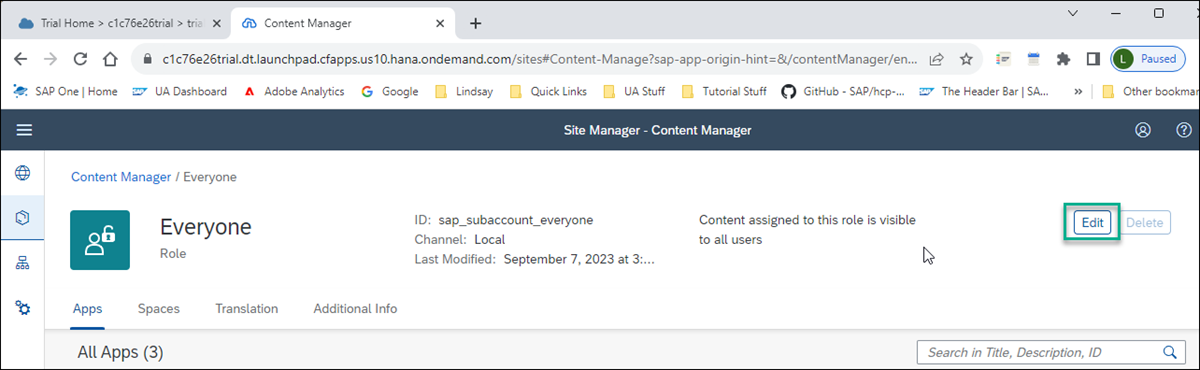 Trial Home > c1c76e26trial > tria
Content Manager
c1c76e26trial.dt.launchpad.cfapps.us10.hana.ondemand.com/sites#Content-Manage?sap-app-origin-hint=&/contentManager/en...
L Paused
SAP One | Home
UA Dashboard
Adobe Analytics
Google
Lindsay
Quick Links
UA Stuff
Tutorial Stuff
GitHub - SAP/hcp-...
The Header Bar | SA...
»
Other bookmar
Site Manager - Content Manager
Content Manager / Everyone
Everyone
Role
ID: sap_subaccount_everyone
Channel: Local
Last Modified: September 7, 2023 at 3:...
Content assigned to this role is visible
to all users
Edit
Delete
Apps
Spaces
Translation
Additional Info
All Apps (3)
Search in Title, Description, ID